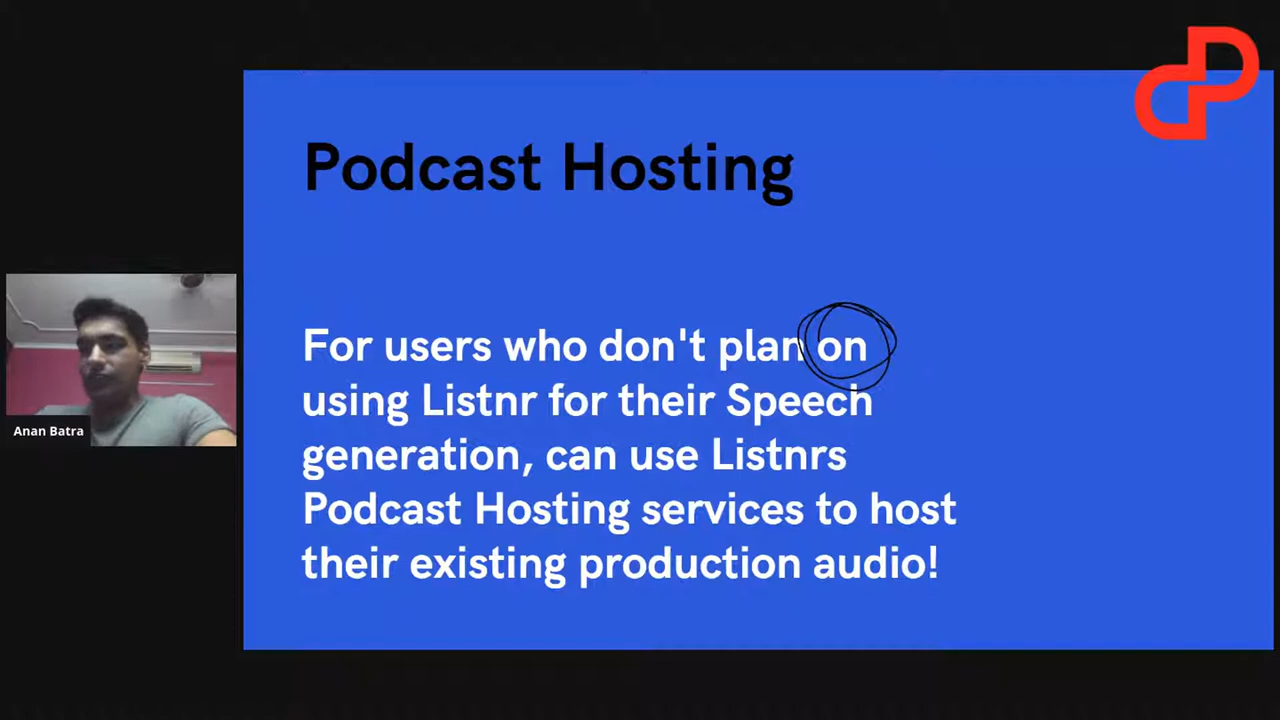 Podcast Hosting
For users who don't plan on
using Listnr for their Speech
generation, can use Listnrs
Podcast Hosting services to host
their existing production audio!
Anan Batra